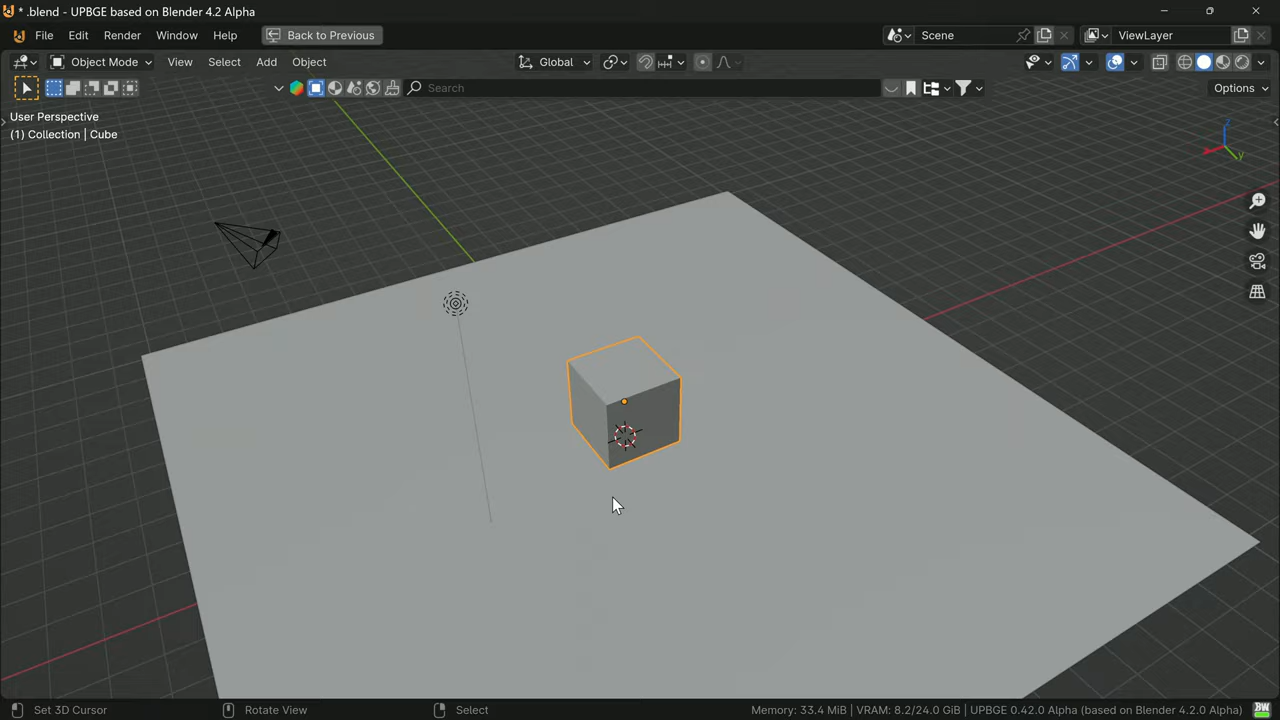 * .blend - UPBGE based on Blender 4.2 Alpha
File Edit Render Window Help Back to Previous Scene ViewLayer
Object Mode View Select Add Object Global
Search Options
User Perspective
(1) Collection | Cube
Z
y
Set 3D Cursor Rotate View Select Memory: 33.4 MiB | VRAM: 8.2/24.0 GiB | UPBGE 0.42.0 Alpha (based on Blender 4.2.0 Alpha) BW